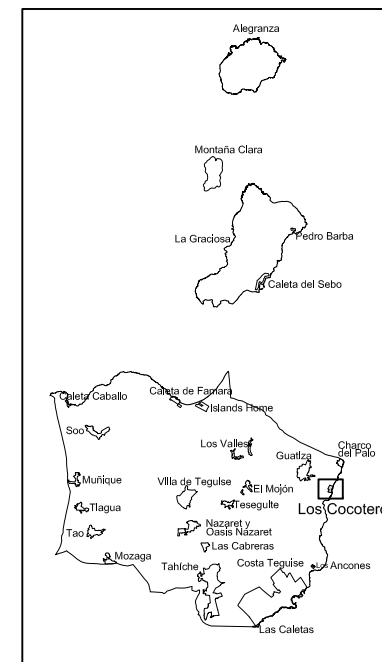 Alegranza
Montaña Clara
La Graciosa
Pedro Barba
Caleta del Sebo
Caleta Caballo
Caleta de Famara
Islands Home
Soo
Los Valles
Guatiza
Charco
del Palo
Muñique
Villa de Teguise
El Mojón
Los Cocotero
Tiagua
Teseguite
Tao
Nazaret y
Oasis Nazaret
Las Cabreras
Mozaga
Tahíche
Costa Teguise
Los Ancones
Las Caletas